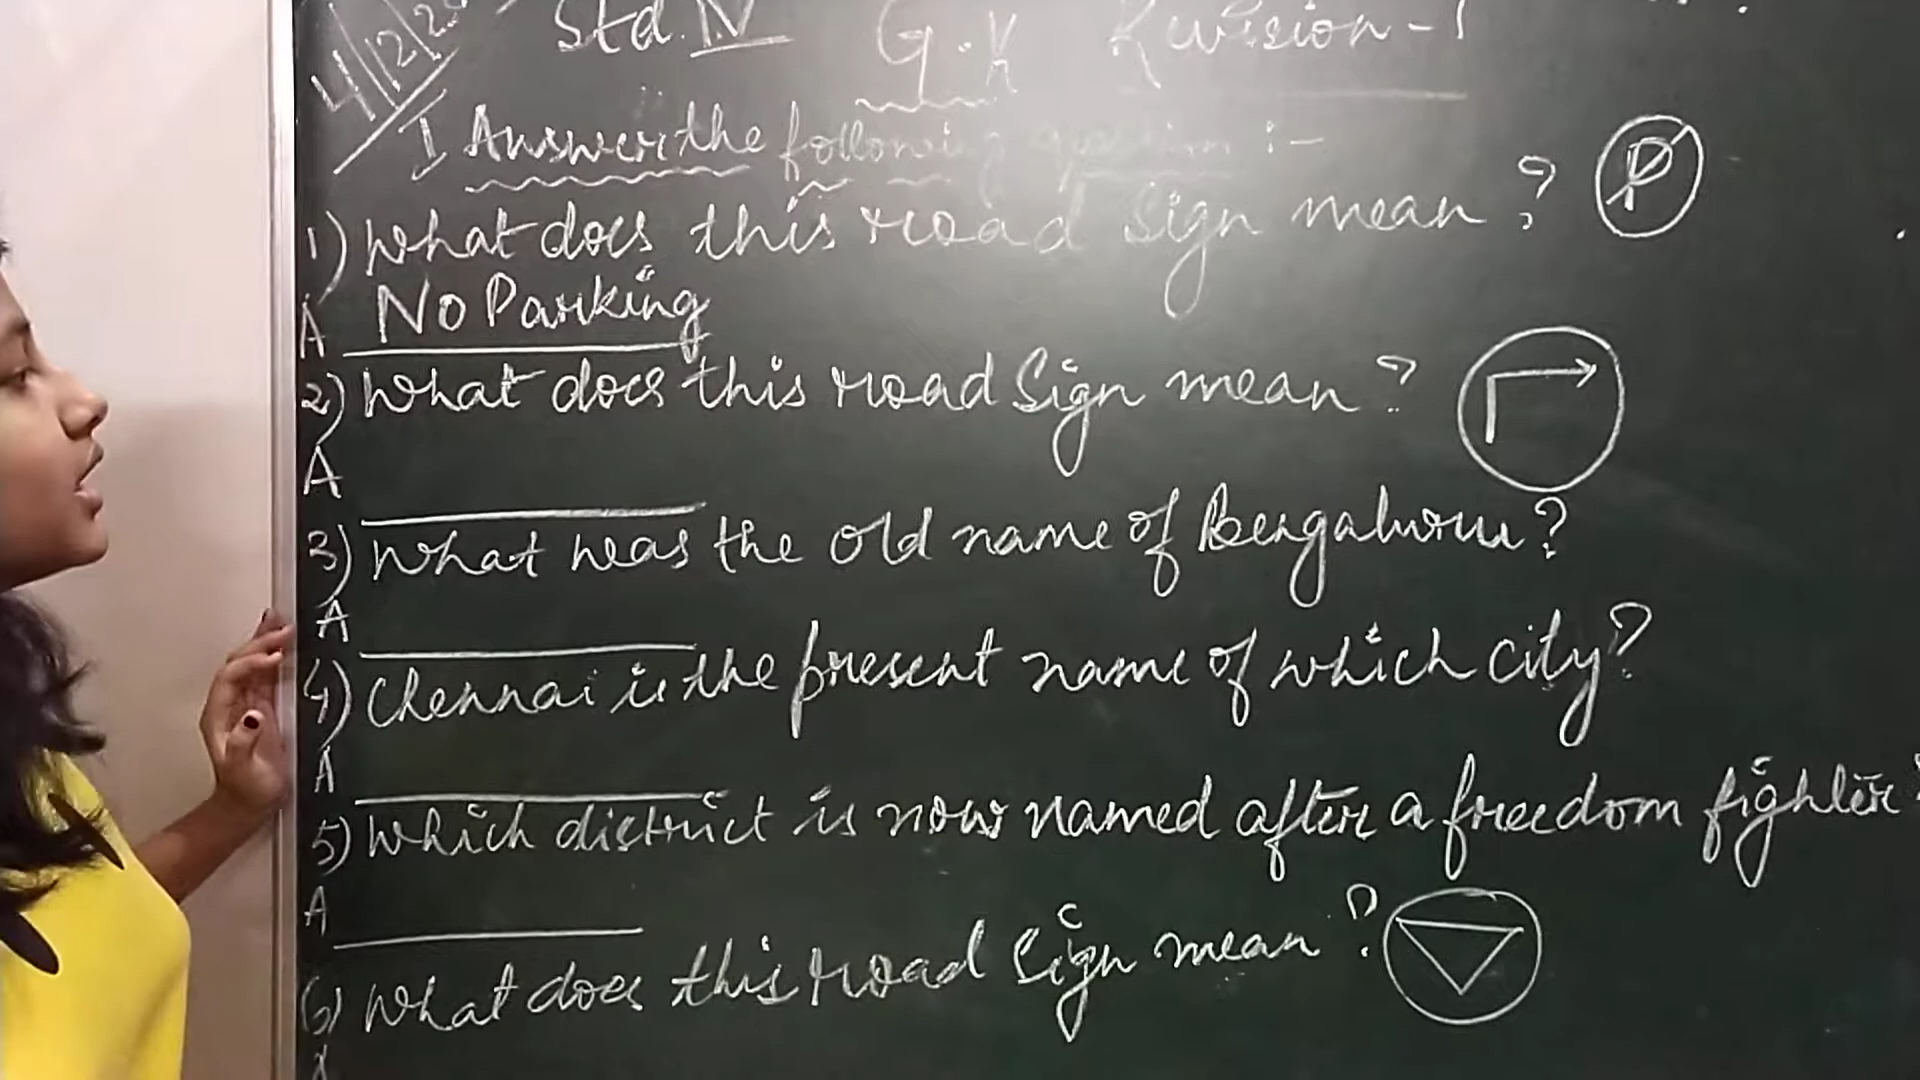 4/12/20
Std. IV G.K Revision-1
I Answer the following question :-
1) What does this road sign mean? P
A No Parking
2) What does this road sign mean?
A
3) What was the old name of Bengaluru?
A
4) Chennai is the present name of which city?
A
5) Which district is now named after a freedom fighter?
A
6) What does this road sign mean?
A